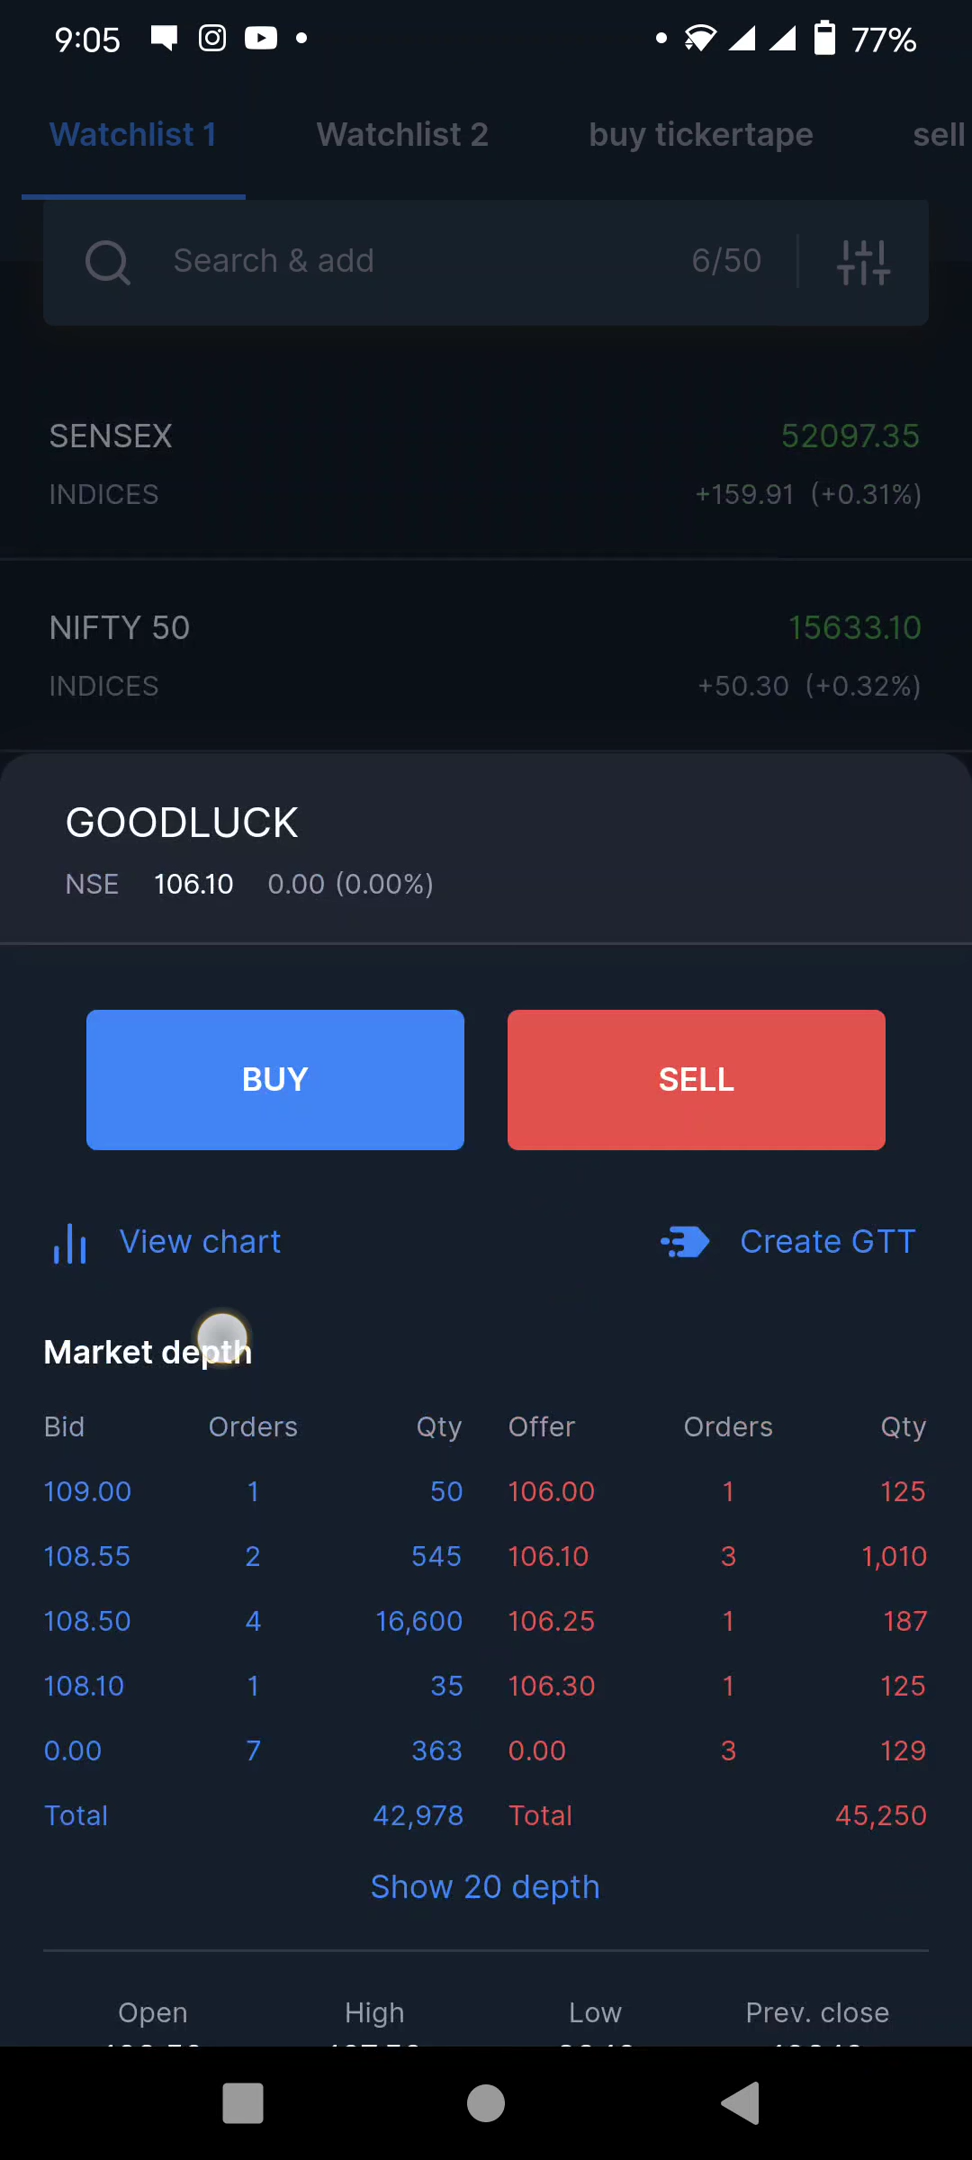 9:05 77%
Watchlist 1 Watchlist 2 buy tickertape sell
Search & add 6/50
SENSEX 52097.35
INDICES +159.91 (+0.31%)
NIFTY 50 15633.10
INDICES +50.30 (+0.32%)
GOODLUCK
NSE 106.10 0.00 (0.00%)
BUY SELL
View chart Create GTT
Market depth
Bid Orders Qty Offer Orders Qty
109.00 1 50 106.00 1 125
108.55 2 545 106.10 3 1,010
108.50 4 16,600 106.25 1 187
108.10 1 35 106.30 1 125
0.00 7 363 0.00 3 129
Total 42,978 Total 45,250
Show 20 depth
Open High Low Prev. close